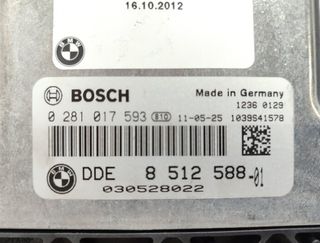 16.10.2012
BOSCH
Made in Germany
1236 0129
0 281 017 593 B10 11-05-25 1039S41578
DDE 8 512 588-01
030528022